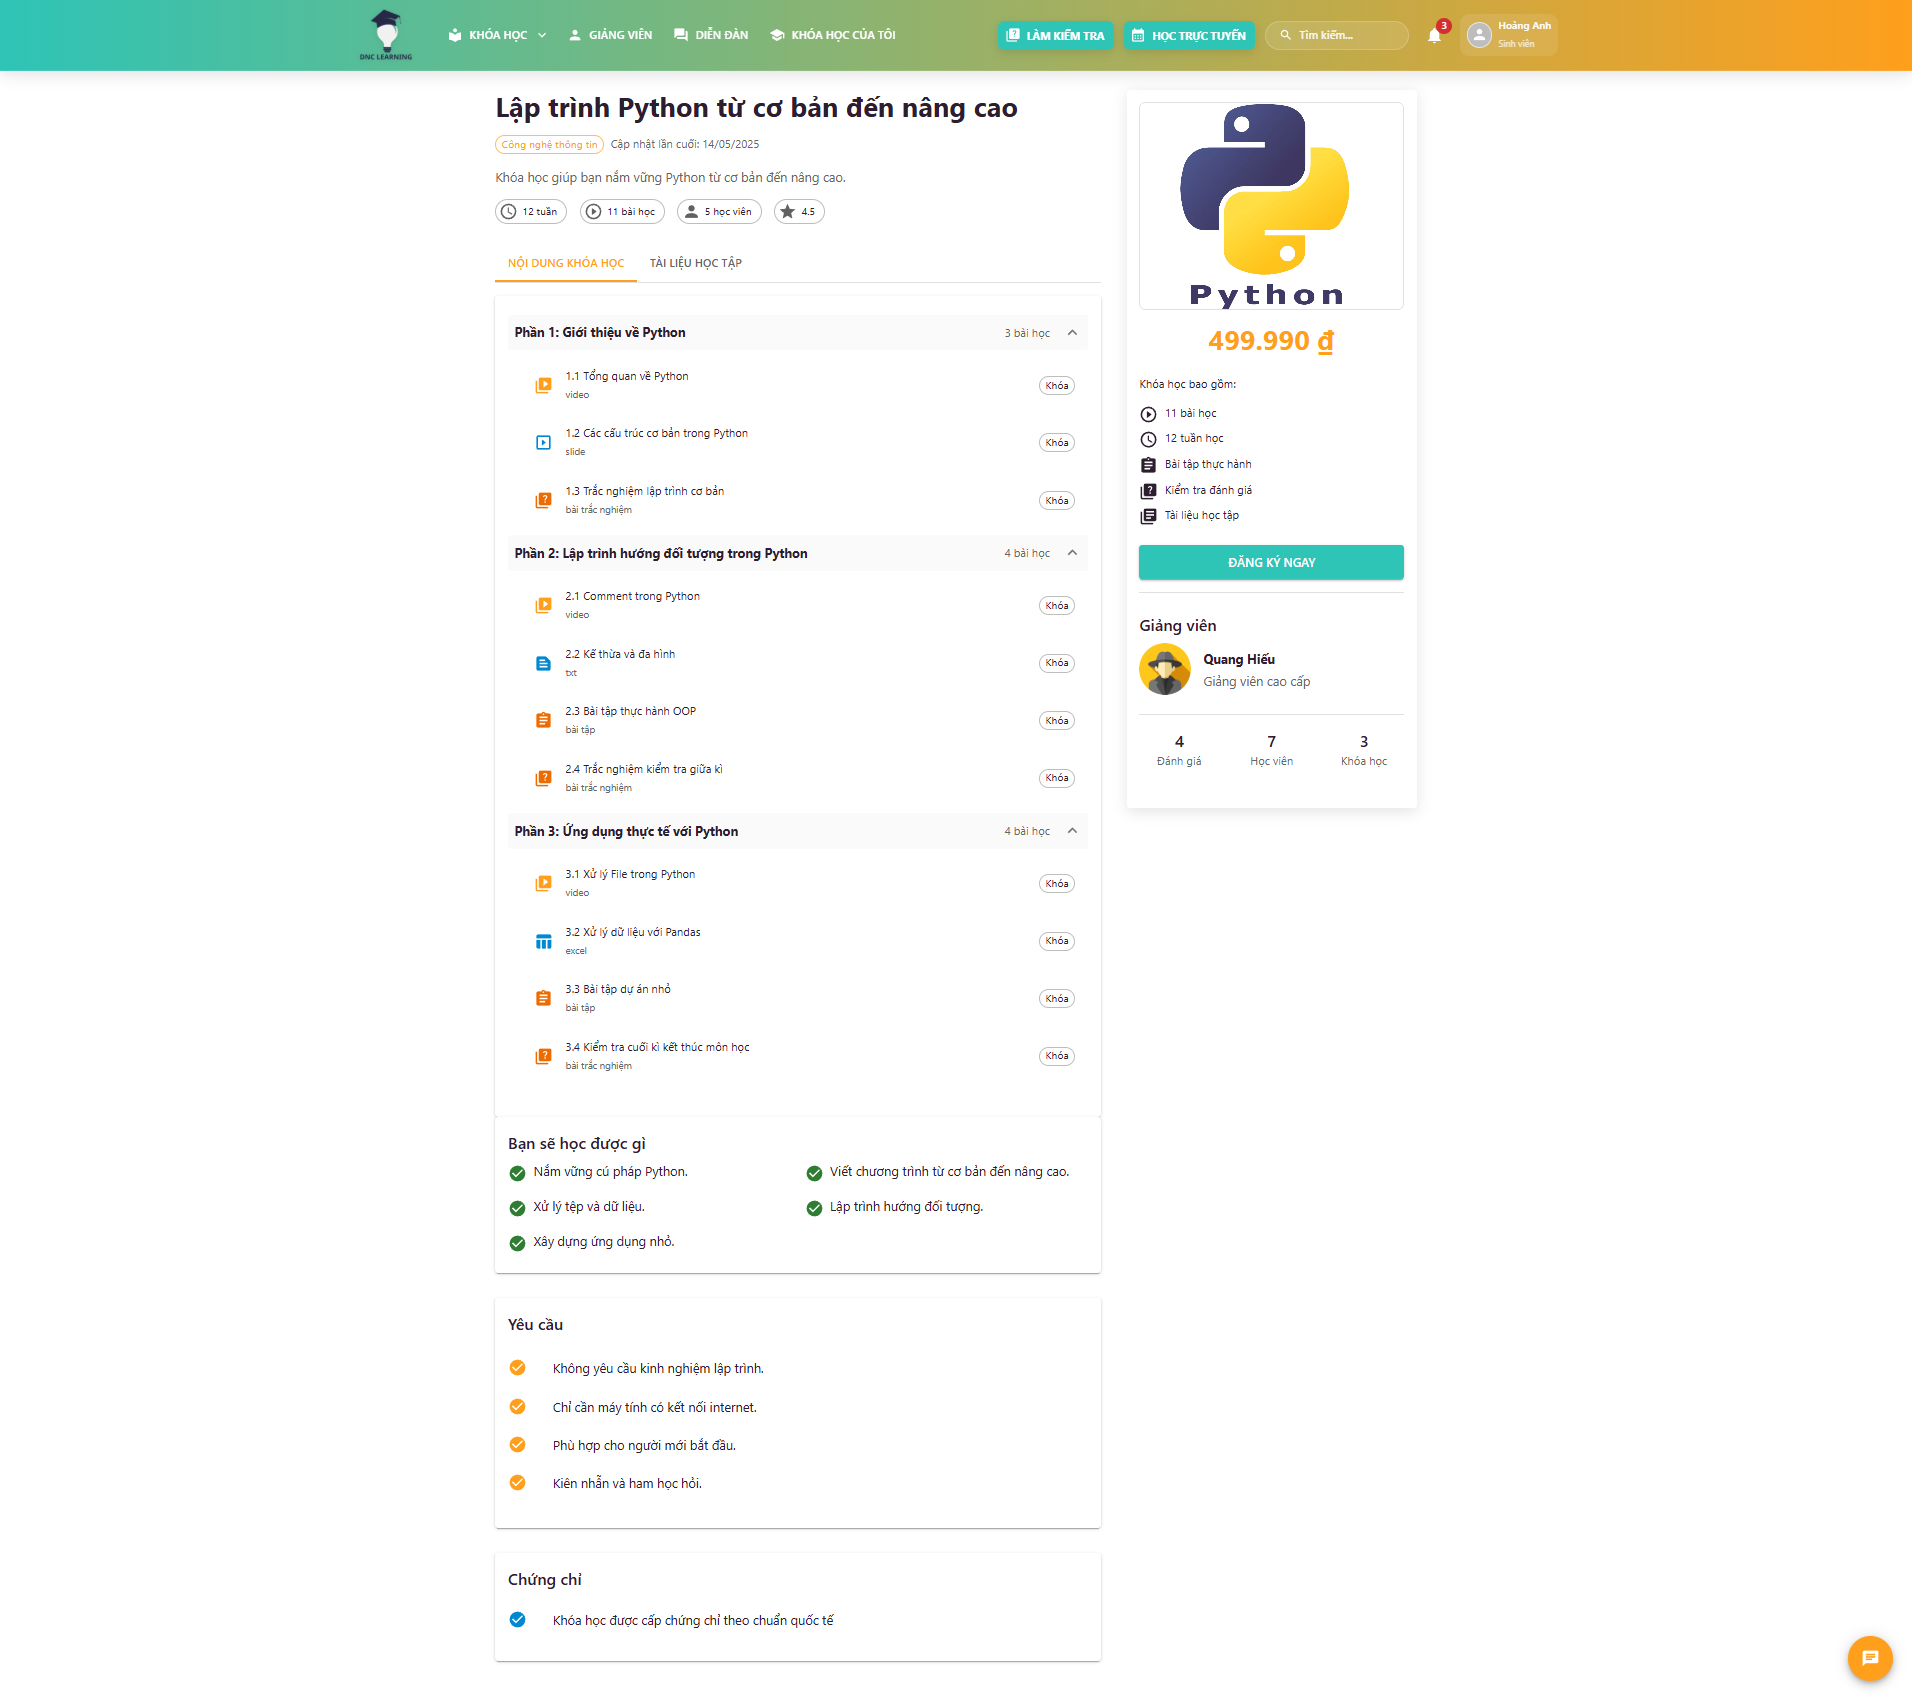 DNC LEARNING
KHÓA HỌC
GIẢNG VIÊN
DIỄN ĐÀN
KHÓA HỌC CỦA TÔI
LÀM KIỂM TRA
HỌC TRỰC TUYẾN
Tìm kiếm...
3
Hoàng Anh
Sinh viên
Lập trình Python từ cơ bản đến nâng cao
Công nghệ thông tin
Cập nhật lần cuối: 14/05/2025
Khóa học giúp bạn nắm vững Python từ cơ bản đến nâng cao.
12 tuần
11 bài học
5 học viên
4.5
NỘI DUNG KHÓA HỌC
TÀI LIỆU HỌC TẬP
Phần 1: Giới thiệu về Python
3 bài học
1.1 Tổng quan về Python
video
Khóa
1.2 Các cấu trúc cơ bản trong Python
slide
Khóa
1.3 Trắc nghiệm lập trình cơ bản
bài trắc nghiệm
Khóa
Phần 2: Lập trình hướng đối tượng trong Python
4 bài học
2.1 Comment trong Python
video
Khóa
2.2 Kế thừa và đa hình
txt
Khóa
2.3 Bài tập thực hành OOP
bài tập
Khóa
2.4 Trắc nghiệm kiểm tra giữa kì
bài trắc nghiệm
Khóa
Phần 3: Ứng dụng thực tế với Python
4 bài học
3.1 Xử lý File trong Python
video
Khóa
3.2 Xử lý dữ liệu với Pandas
excel
Khóa
3.3 Bài tập dự án nhỏ
bài tập
Khóa
3.4 Kiểm tra cuối kì kết thúc môn học
bài trắc nghiệm
Khóa
Bạn sẽ học được gì
Nắm vững cú pháp Python.
Viết chương trình từ cơ bản đến nâng cao.
Xử lý tệp và dữ liệu.
Lập trình hướng đối tượng.
Xây dựng ứng dụng nhỏ.
Yêu cầu
Không yêu cầu kinh nghiệm lập trình.
Chỉ cần máy tính có kết nối internet.
Phù hợp cho người mới bắt đầu.
Kiên nhẫn và ham học hỏi.
Chứng chỉ
Khóa học được cấp chứng chỉ theo chuẩn quốc tế
Python
499.990 ₫
Khóa học bao gồm:
11 bài học
12 tuần học
Bài tập thực hành
Kiểm tra đánh giá
Tài liệu học tập
ĐĂNG KÝ NGAY
Giảng viên
Quang Hiếu
Giảng viên cao cấp
4
Đánh giá
7
Học viên
3
Khóa học